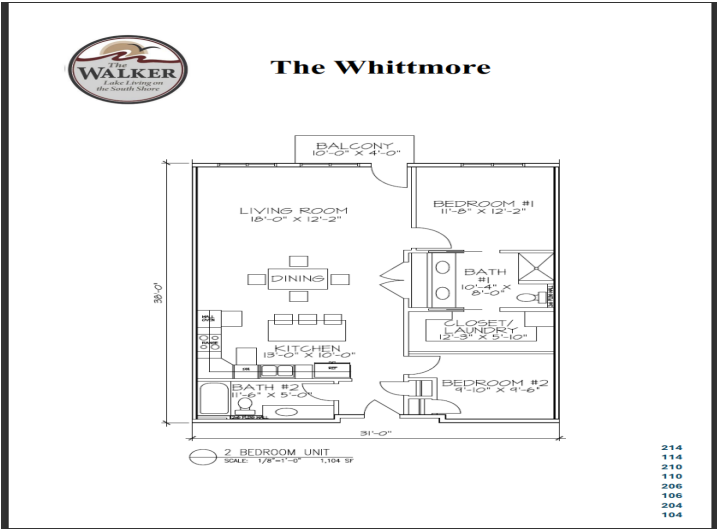 The
WALKER
Lake Living on
the South Shore
The Whittmore
BALCONY
10'-0" X 4'-0"
LIVING ROOM
18'-0" X 12'-2"
BEDROOM #1
11'-8" X 12'-2"
DINING
BATH
#1
10'-4" X
8'-0"
38'-0"
CLOSET/
LAUNDRY
12'-3" X 5'-10"
KITCHEN
13'-0" X 10'-0"
BATH #2
11'-6" X 5'-0"
BEDROOM #2
9'-10" X 9'-6"
31'-0"
2 BEDROOM UNIT
SCALE: 1/8"=1'-0" 1,104 SF
214
114
210
110
206
106
204
104